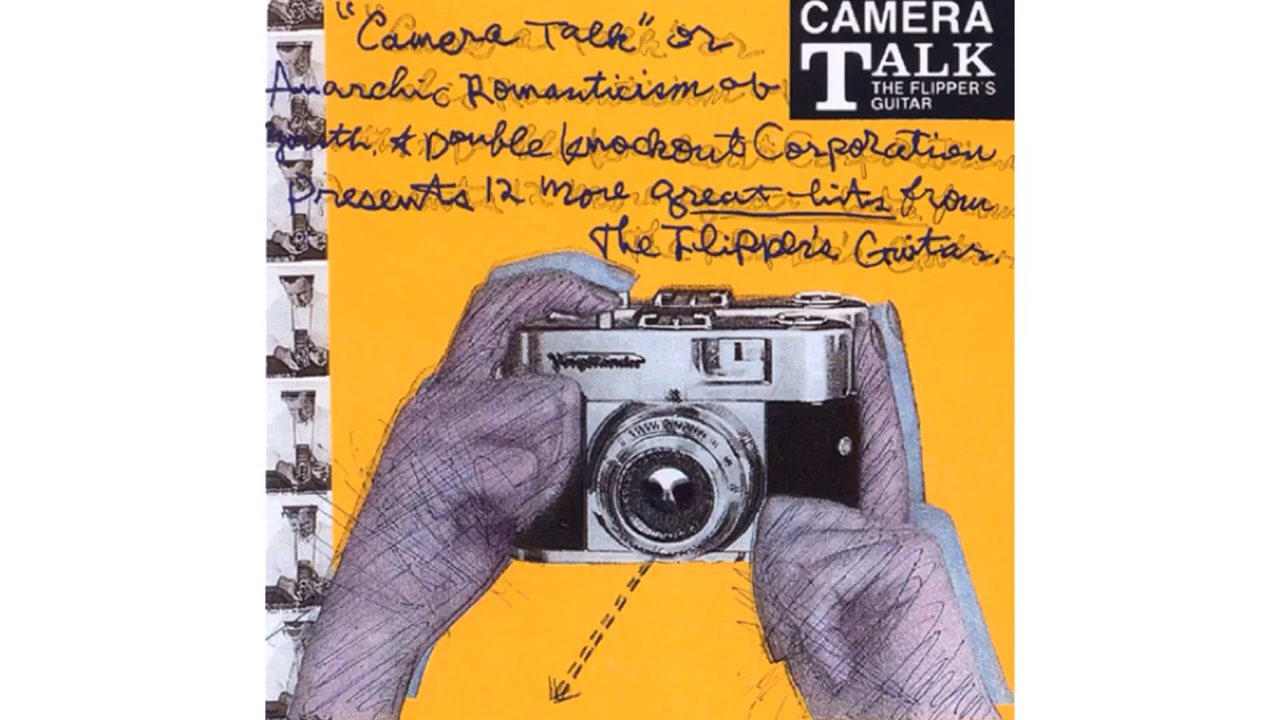 "Camera Talk" or
Anarchic Romanticism of
Youth. A Double Knockout Corporation
Presents 12 more great hits from
The Flipper's Guitar.
CAMERA
TALK
THE FLIPPER'S
GUITAR
Voigtländer